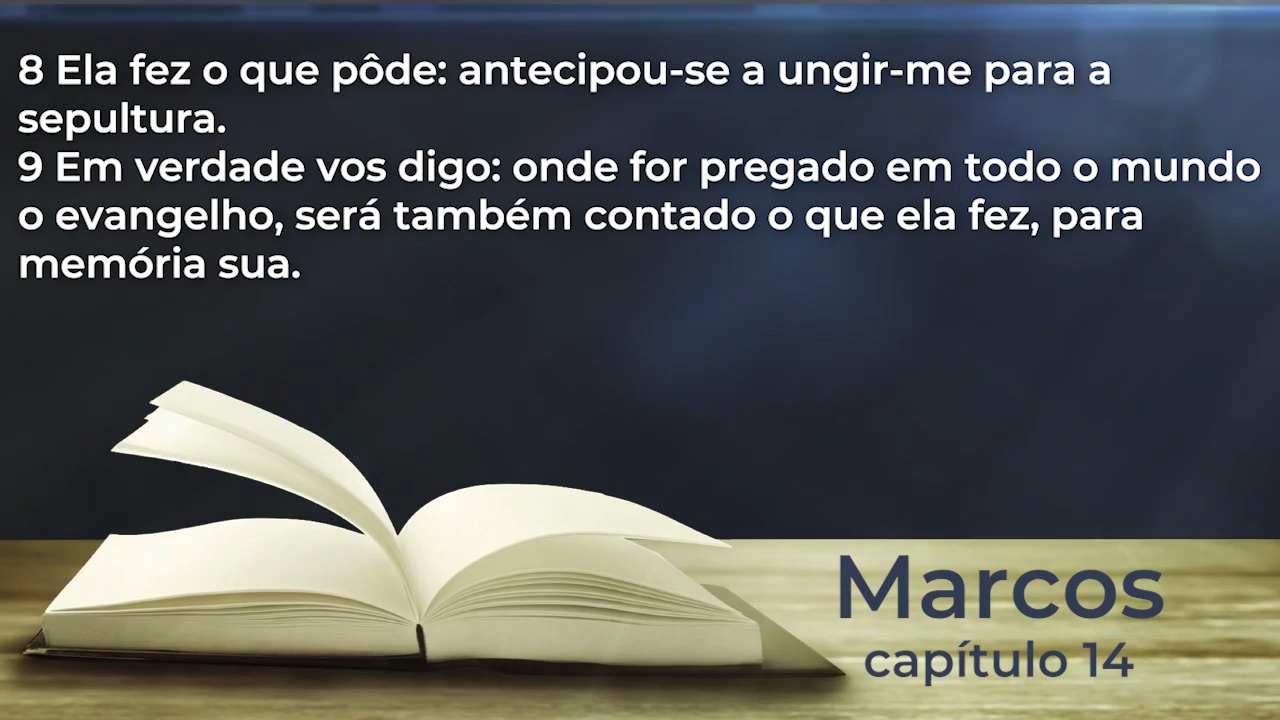 8 Ela fez o que pôde: antecipou-se a ungir-me para a
sepultura.
9 Em verdade vos digo: onde for pregado em todo o mundo
o evangelho, será também contado o que ela fez, para
memória sua.
Marcos
capítulo 14